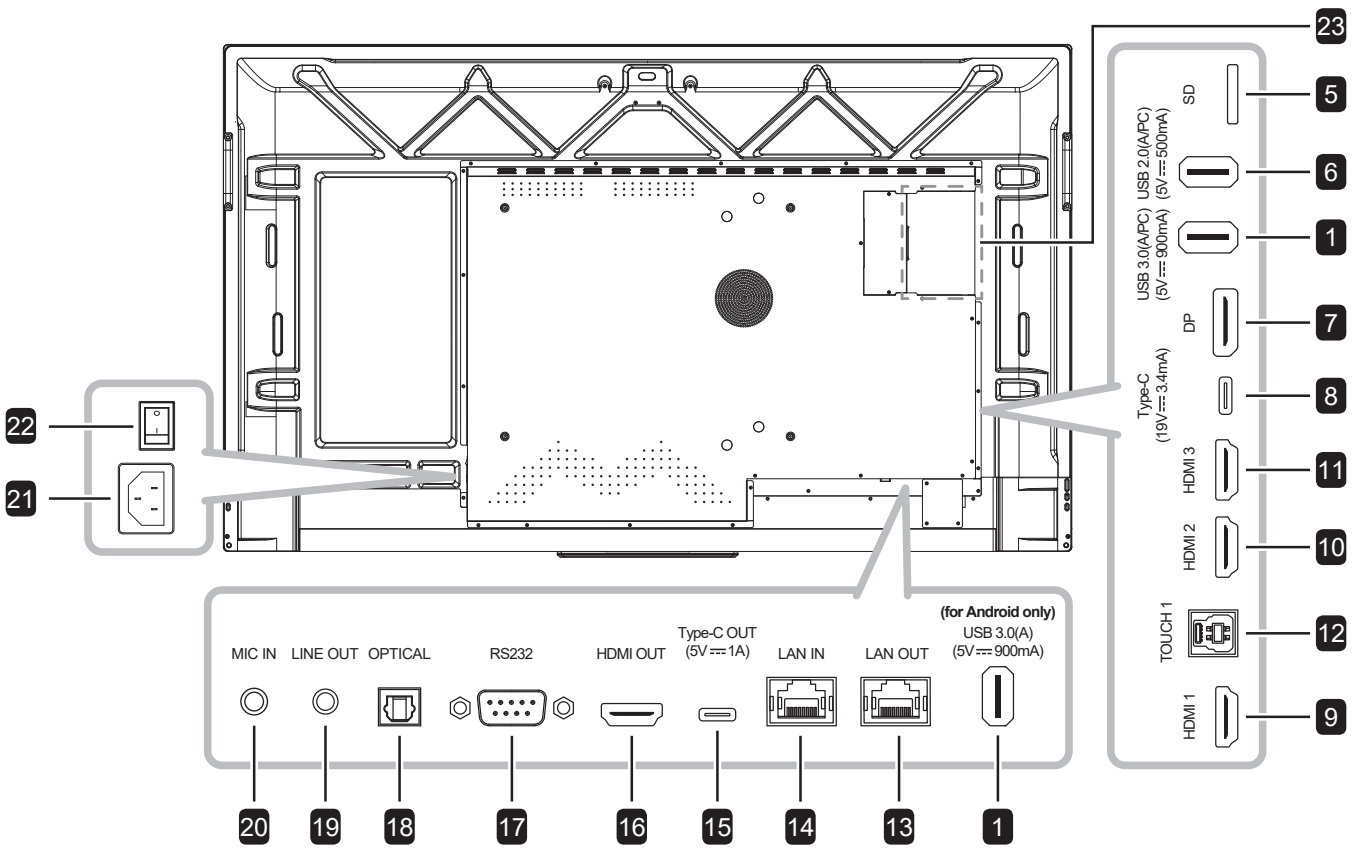 23
SD
5
USB 2.0(A/PC)
(5V⎓500mA)
6
USB 3.0(A/PC)
(5V⎓900mA)
1
DP
7
Type-C
(19V⎓3.4mA)
8
HDMI 3
11
HDMI 2
10
TOUCH 1
12
HDMI 1
9
22
21
MIC IN
LINE OUT
OPTICAL
RS232
HDMI OUT
Type-C OUT
(5V⎓1A)
LAN IN
LAN OUT
(for Android only)
USB 3.0(A)
(5V⎓900mA)
20
19
18
17
16
15
14
13
1